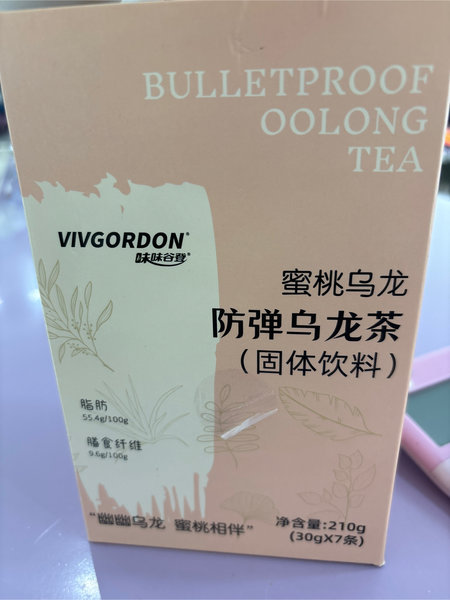 BULLETPROOF
OOLONG
TEA
VIVGORDON®
味味谷登®
蜜桃乌龙
防弹乌龙茶
（固体饮料）
脂肪
55.4g/100g
膳食纤维
9.6g/100g
“豳豳乌龙 蜜桃相伴”
净含量:210g
(30gX7条)